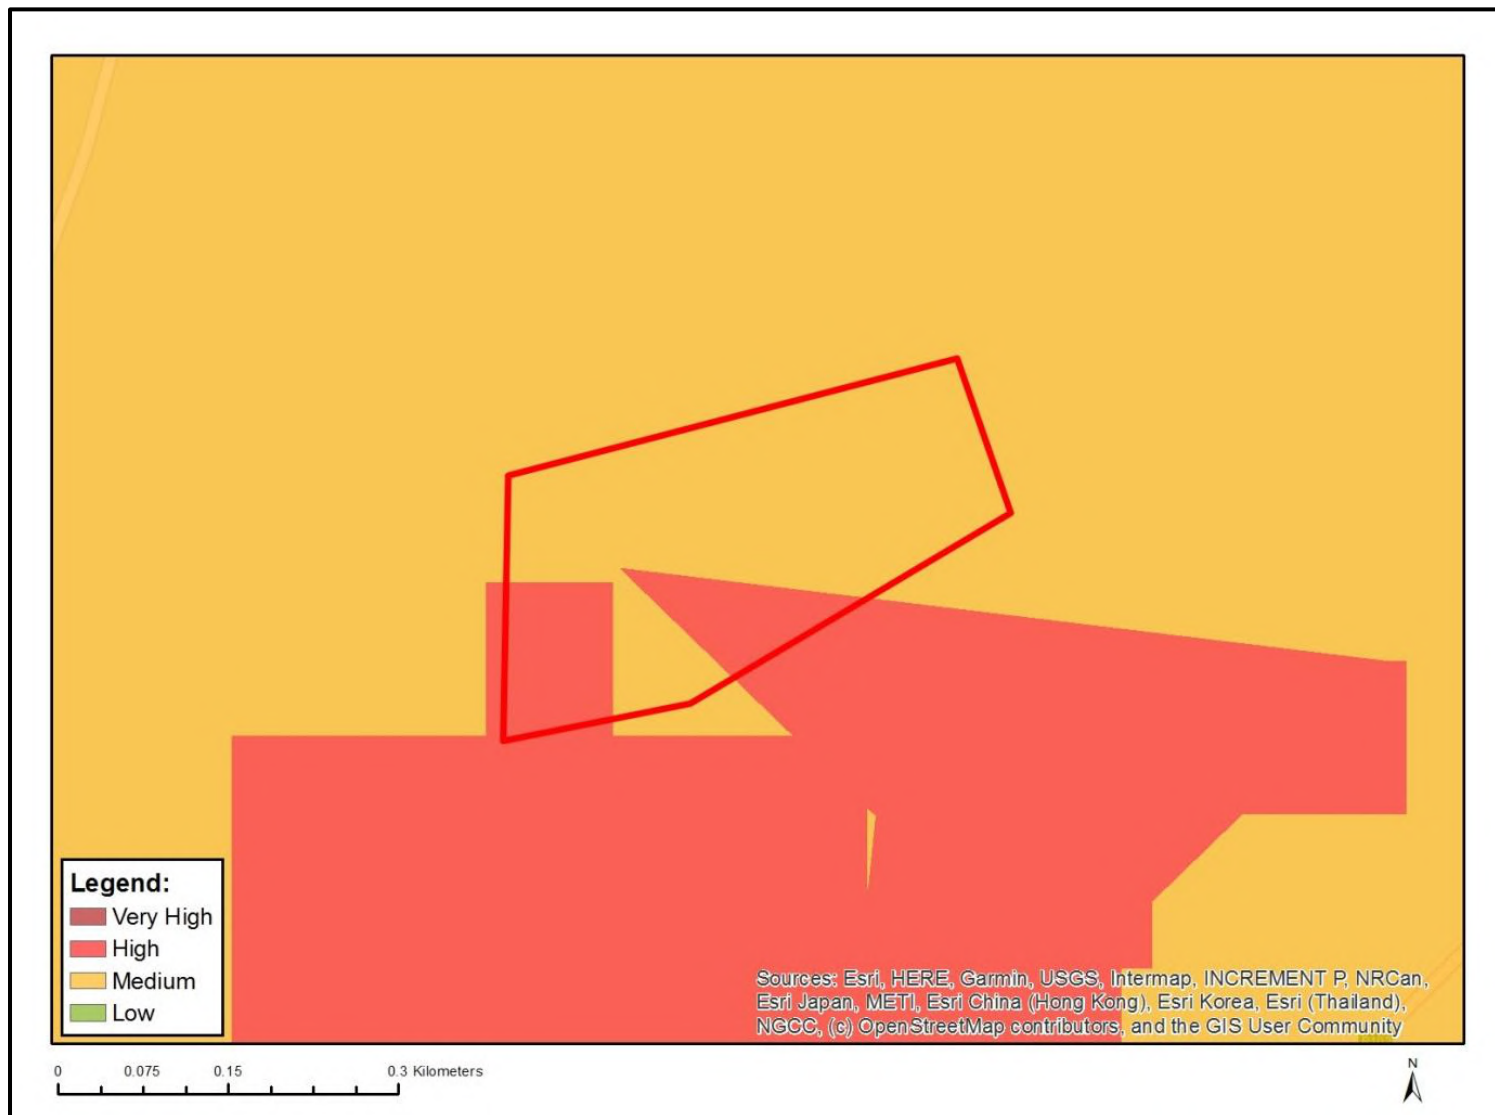 Legend:
Very High
High
Medium
Low
Sources: Esri, HERE, Garmin, USGS, Intermap, INCREMENT P, NRCan,
Esri Japan, METI, Esri China (Hong Kong), Esri Korea, Esri (Thailand),
NGCC, (c) OpenStreetMap contributors, and the GIS User Community
0 0.075 0.15 0.3 Kilometers
N